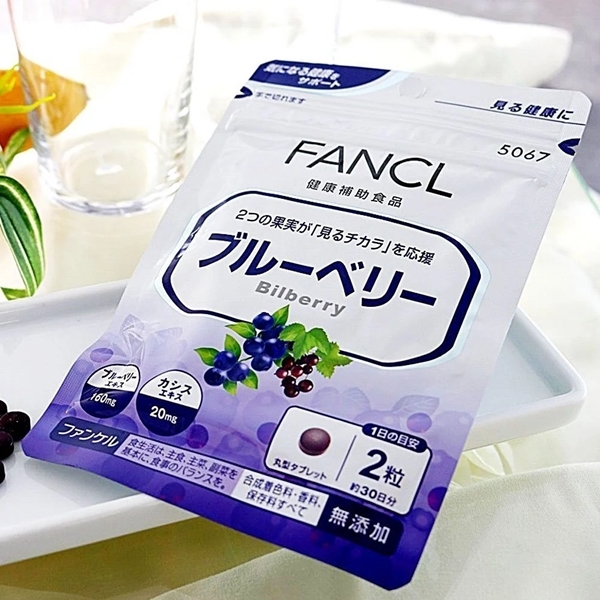 気になる健康を
サポート
手で切れます
見る健康に
5067
FANCL
健康補助食品
2つの果実が「見るチカラ」を応援
ブルーベリー
Bilberry
ブルーベリー
エキス
160mg
カシス
エキス
20mg
1日の目安
2粒
約30日分
丸型タブレット
ファンケル
食生活は、主食、主菜、副菜を
基本に、食事のバランスを。
合成着色料・香料、
保存料すべて
無添加